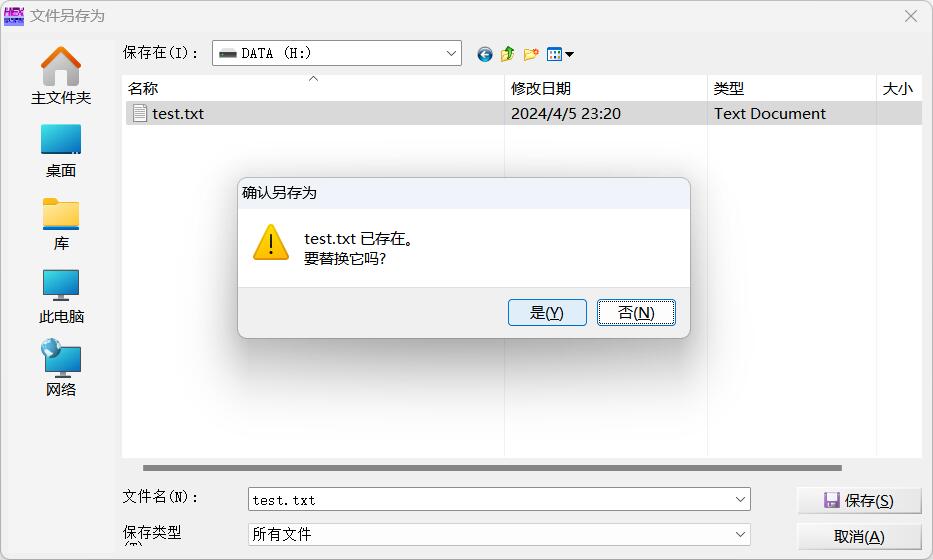 HEX
文件另存为
保存在(I):
DATA (H:)
主文件夹
桌面
库
此电脑
网络
名称 修改日期 类型 大小
test.txt 2024/4/5 23:20 Text Document
确认另存为
test.txt 已存在。
要替换它吗?
是(Y) 否(N)
文件名(N):
test.txt
保存(S)
保存类型
所有文件
取消(A)